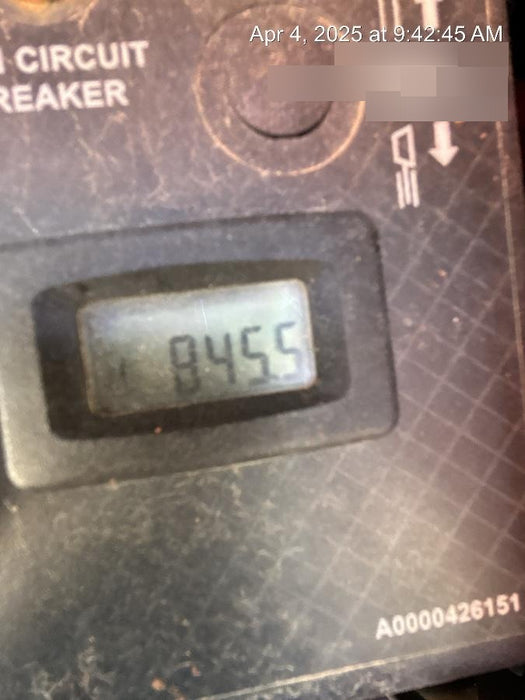 Apr 4, 2025 at 9:42:45 AM
N CIRCUIT
REAKER
845.5
A0000426151